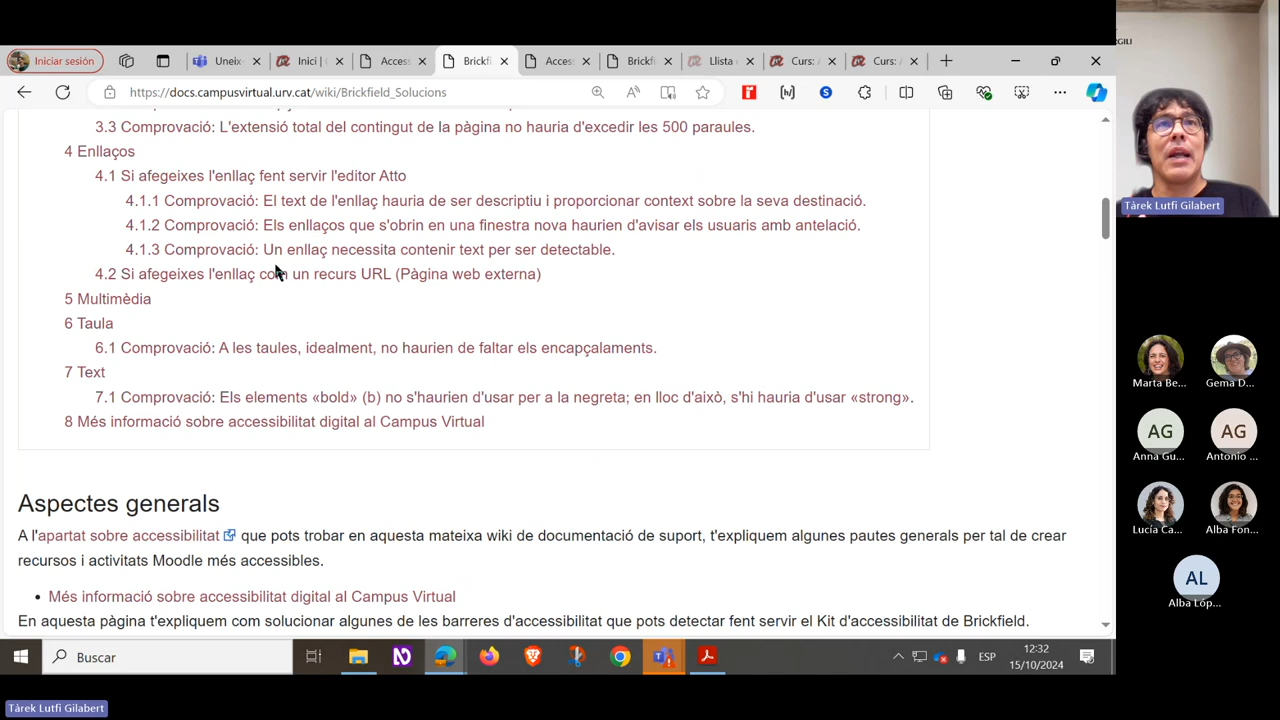 Iniciar sesión
Uneix-
Inici | (
Access
Brickfi
Access
Brickfi
Llista
Curs: A
Curs: A
https://docs.campusvirtual.urv.cat/wiki/Brickfield_Solucions
3.3 Comprovació: L'extensió total del contingut de la pàgina no hauria d'excedir les 500 paraules.
4 Enllaços
4.1 Si afegeixes l'enllaç fent servir l'editor Atto
4.1.1 Comprovació: El text de l'enllaç hauria de ser descriptiu i proporcionar context sobre la seva destinació.
4.1.2 Comprovació: Els enllaços que s'obrin en una finestra nova haurien d'avisar els usuaris amb antelació.
4.1.3 Comprovació: Un enllaç necessita contenir text per ser detectable.
4.2 Si afegeixes l'enllaç com un recurs URL (Pàgina web externa)
5 Multimèdia
6 Taula
6.1 Comprovació: A les taules, idealment, no haurien de faltar els encapçalaments.
7 Text
7.1 Comprovació: Els elements «bold» (b) no s'haurien d'usar per a la negreta; en lloc d'això, s'hi hauria d'usar «strong».
8 Més informació sobre accessibilitat digital al Campus Virtual
Aspectes generals
A l'apartat sobre accessibilitat que pots trobar en aquesta mateixa wiki de documentació de suport, t'expliquem algunes pautes generals per tal de crear
recursos i activitats Moodle més accessibles.
• Més informació sobre accessibilitat digital al Campus Virtual
En aquesta pàgina t'expliquem com solucionar algunes de les barreres d'accessibilitat que pots detectar fent servir el Kit d'accessibilitat de Brickfield.
Buscar
ESP
12:32
15/10/2024
Tàrek Lutfi Gilabert
Marta Be...
Gema D...
AG
Anna Gu...
AG
Antonio ...
Lucía Ca...
Alba Fon...
AL
Alba Lóp...
Tàrek Lutfi Gilabert